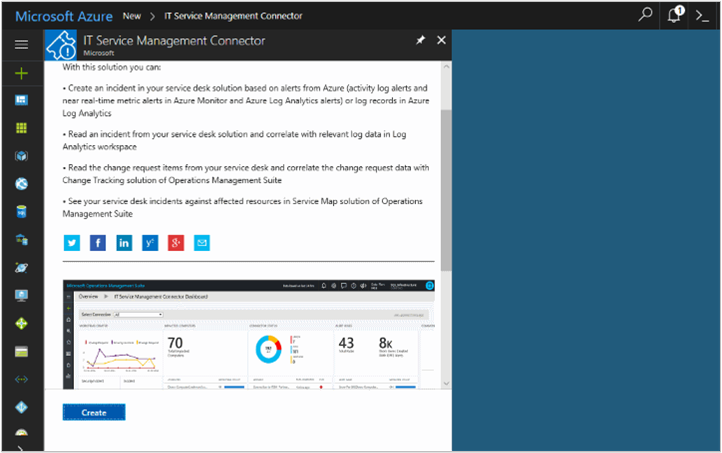 Microsoft Azure New > IT Service Management Connector
1
IT Service Management Connector
Microsoft
With this solution you can:
• Create an incident in your service desk solution based on alerts from Azure (activity log alerts and
near real-time metric alerts in Azure Monitor and Azure Log Analytics alerts) or log records in Azure
Log Analytics
• Read an incident from your service desk solution and correlate with relevant log data in Log
Analytics workspace
• Read the change request items from your service desk and correlate the change request data with
Change Tracking solution of Operations Management Suite
• See your service desk incidents against affected resources in Service Map solution of Operations
Management Suite
Microsoft Operations Management Suite
Overview > IT Service Management Connector Dashboard
Select Connection
70
43
8K
Create